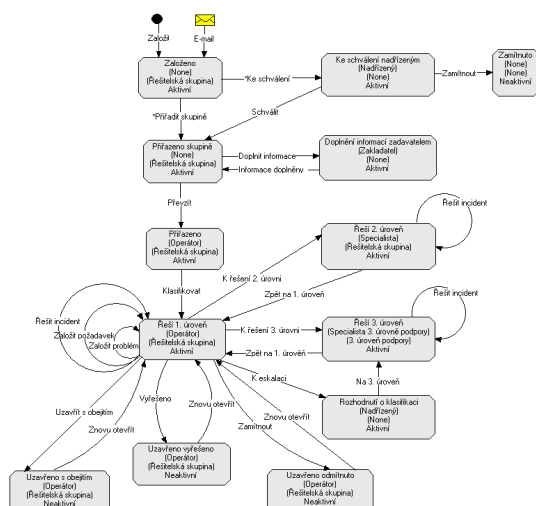 Založil
E-mail
Založeno
(None)
(Řešitelská skupina)
Aktivní
*Ke schválení
Ke schválení nadřízeným
(Nadřízený)
(None)
Aktivní
Zamítnout
Zamítnuto
(None)
(None)
Neaktivní
*Přiřadit skupině
Schválit
Přiřazeno skupině
(None)
(Řešitelská skupina)
Aktivní
Doplnit informace
Informace doplněny
Doplnění informací zadavatelem
(Zakladatel)
(None)
Aktivní
Převzít
Přiřazeno
(Operátor)
(Řešitelská skupina)
Aktivní
Řešit incident
Řeší 2. úroveň
(Specialista)
(Řešitelská skupina)
Aktivní
Klasifikovat
K řešení 2. úrovni
Zpět na 1. úroveň
Řešit incident
Založit požadavek
Založit problém
Řeší 1. úroveň
(Operátor)
(Řešitelská skupina)
Aktivní
K řešení 3. úrovni
Zpět na 1. úrověň
Řešit incident
Řeší 3. úroveň
(Specialista 3. úrovně podpory)
(3. úroveň podpory)
Aktivní
K eskalaci
Na 3. úroveň
Rozhodnutí o klasifikaci
(Nadřízený)
(None)
Aktivní
Uzavřít s obejitím
Znovu otevřít
Vyřešeno
Znovu otevřít
Zamítnout
Znovu otevřít
Uzavřeno s obejitím
(Operátor)
(Řešitelská skupina)
Neaktivní
Uzavřeno vyřešeno
(Operátor)
(Řešitelská skupina)
Neaktivní
Uzavřeno odmítnuto
(Operátor)
(Řešitelská skupina)
Neaktivní